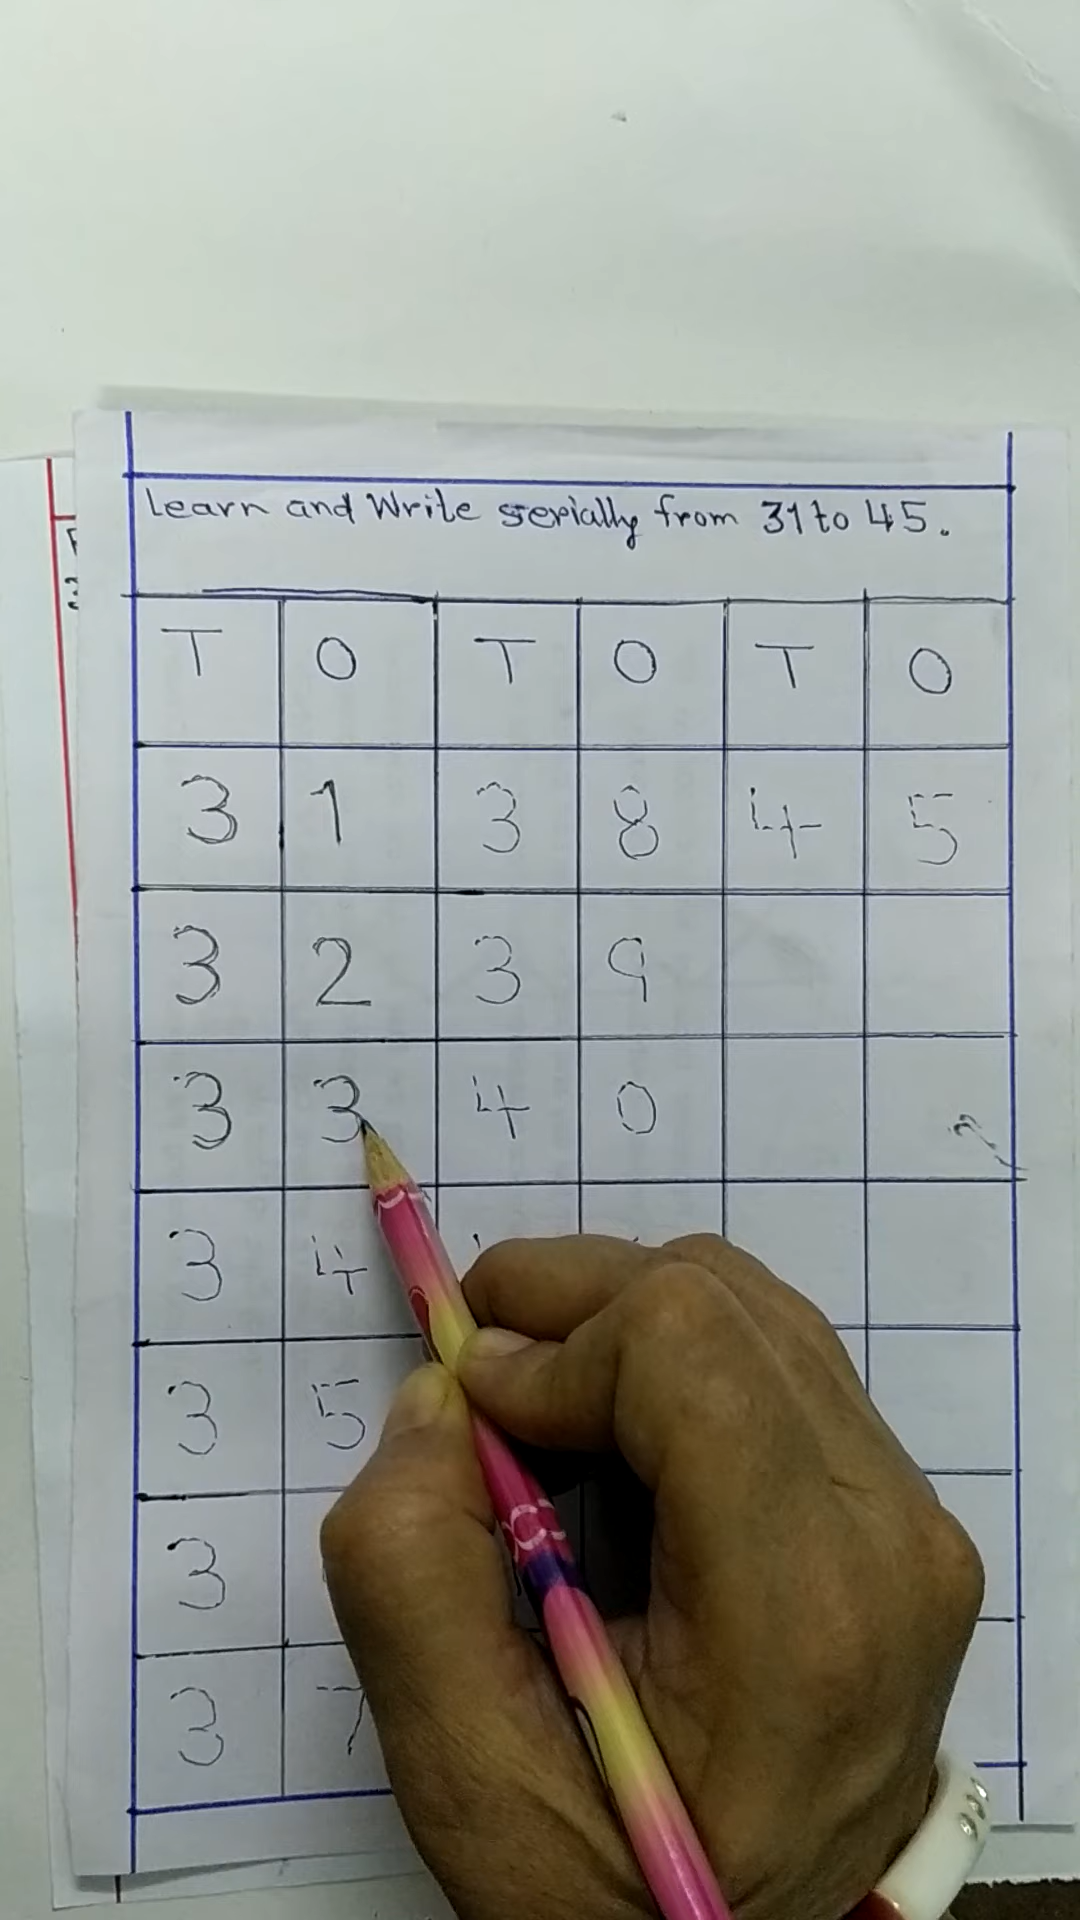 Learn and Write serially from 31 to 45.
T O T O T O
3 1 3 8 4 5
3 2 3 9
3 3 4 0
3 4
3 5
3
3 7